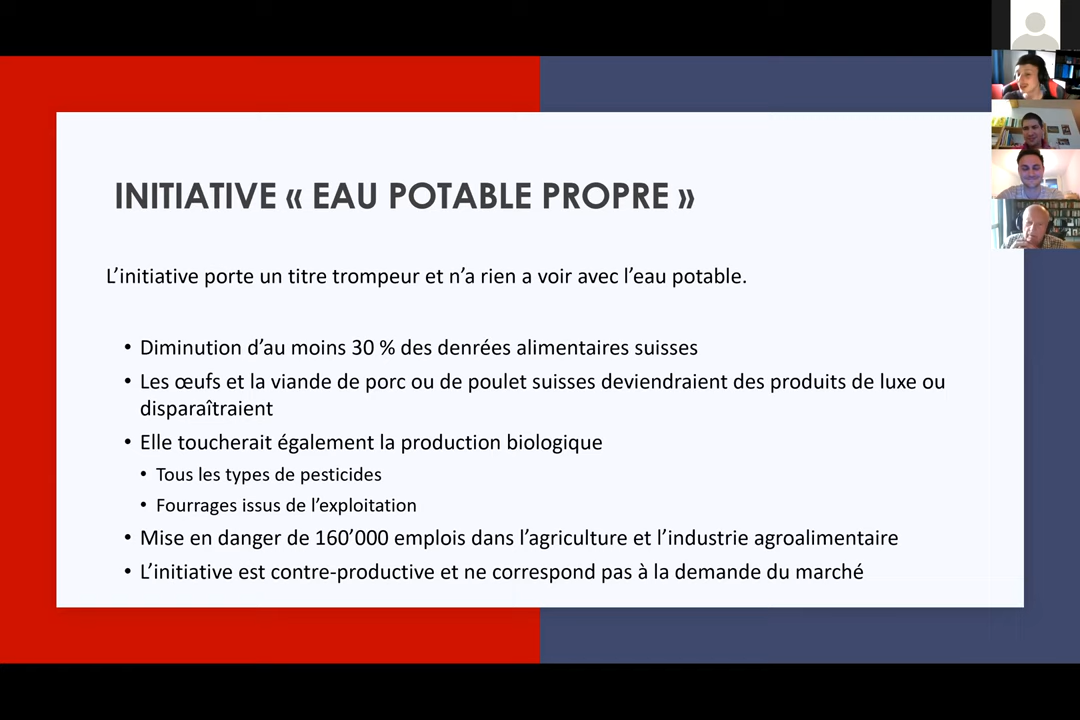 INITIATIVE « EAU POTABLE PROPRE »
L’initiative porte un titre trompeur et n’a rien a voir avec l’eau potable.
• Diminution d’au moins 30 % des denrées alimentaires suisses
• Les œufs et la viande de porc ou de poulet suisses deviendraient des produits de luxe ou
disparaîtraient
• Elle toucherait également la production biologique
• Tous les types de pesticides
• Fourrages issus de l’exploitation
• Mise en danger de 160’000 emplois dans l’agriculture et l’industrie agroalimentaire
• L’initiative est contre-productive et ne correspond pas à la demande du marché